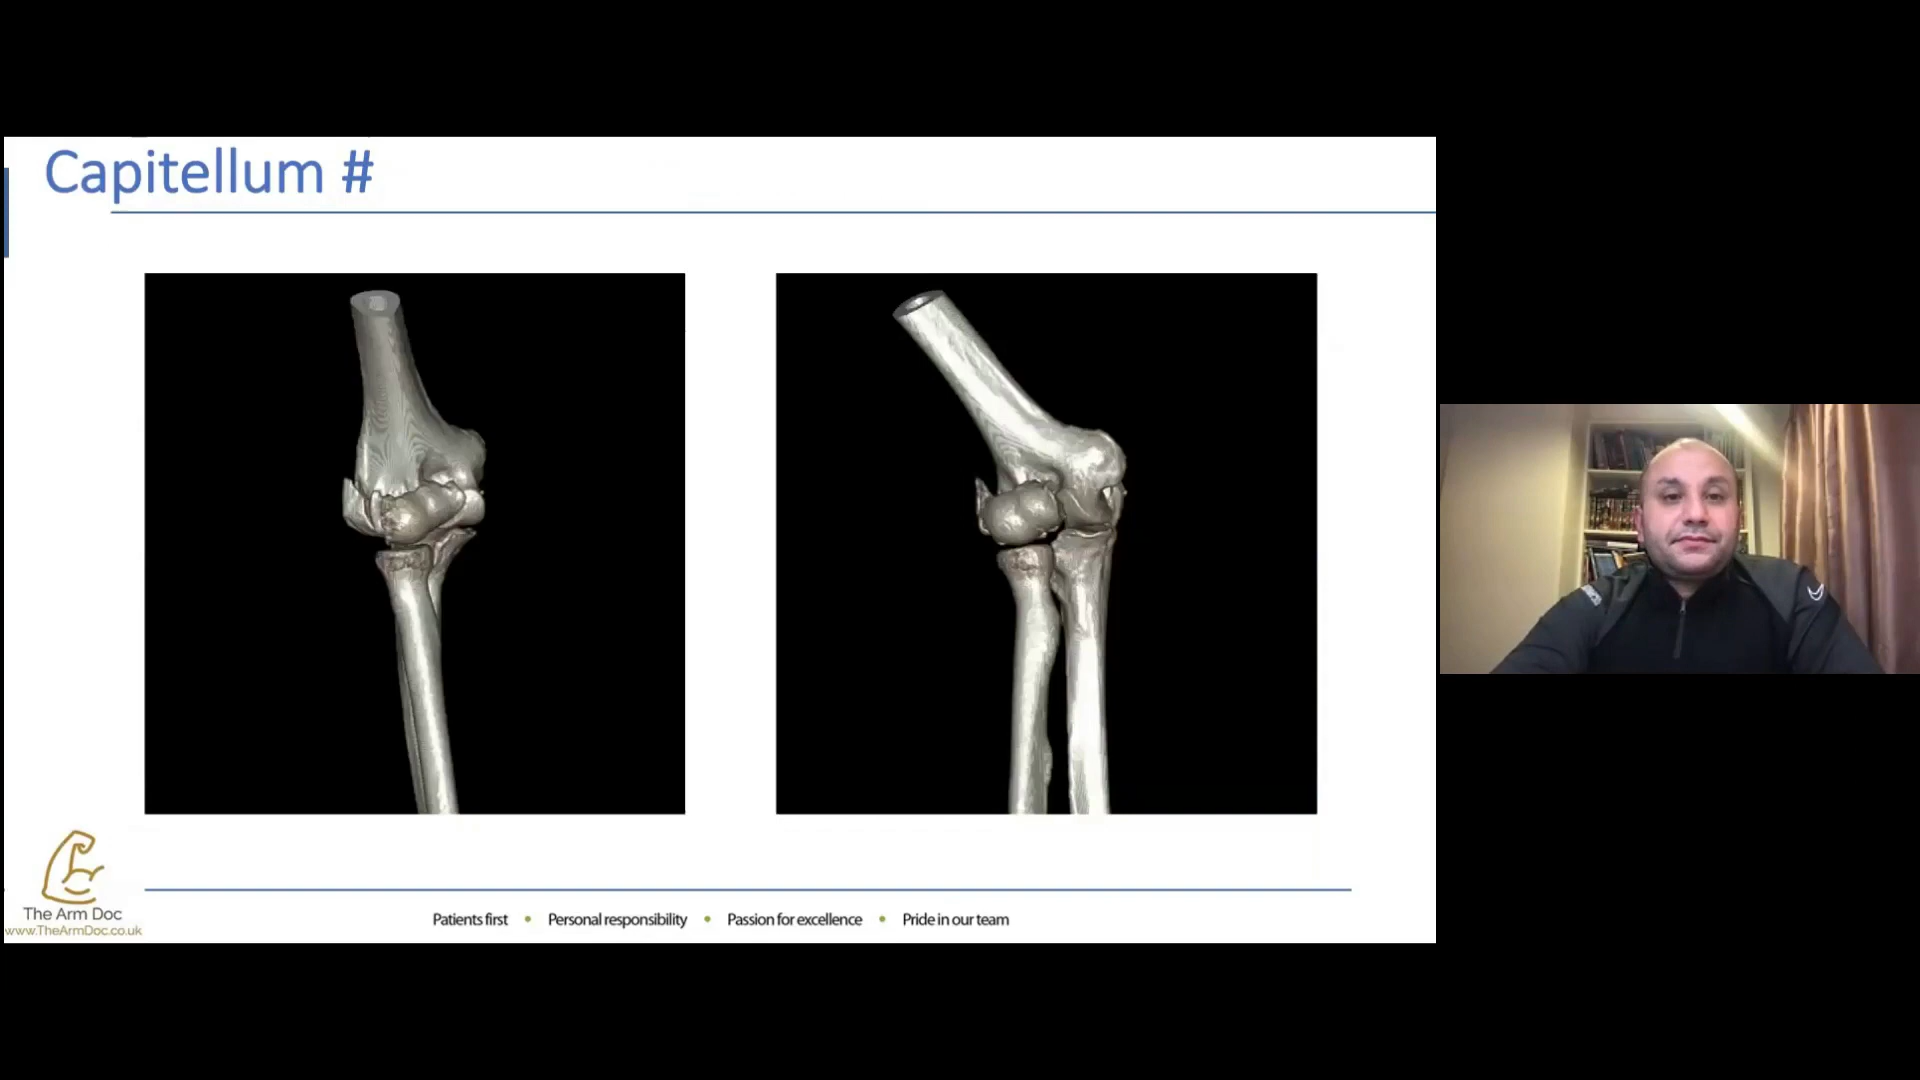 Capitellum #
The Arm Doc
www.TheArmDoc.co.uk
Patients first • Personal responsibility • Passion for excellence • Pride in our team